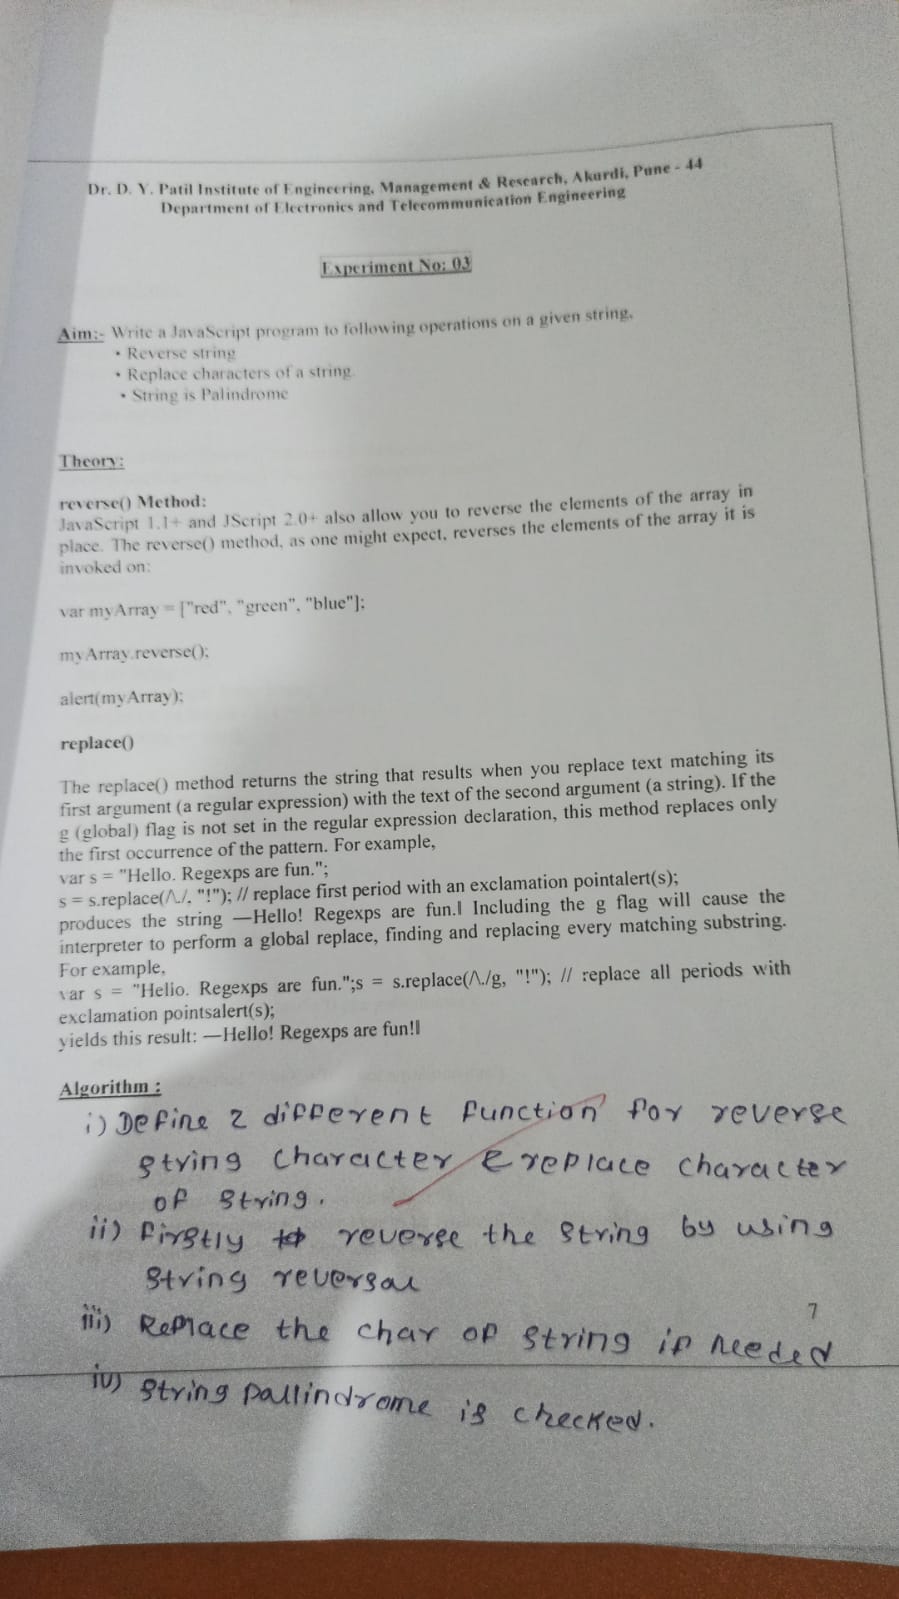 Dr. D. Y. Patil Institute of Engineering, Management & Research, Akurdi, Pune - 44
Department of Electronics and Telecommunication Engineering
Experiment No: 03
Aim:- Write a JavaScript program to following operations on a given string.
• Reverse string
• Replace characters of a string.
• String is Palindrome
Theory:
reverse() Method:
JavaScript 1.1+ and JScript 2.0+ also allow you to reverse the elements of the array in
place. The reverse() method, as one might expect, reverses the elements of the array it is
invoked on:
var myArray = ["red", "green", "blue"];
myArray.reverse();
alert(myArray);
replace()
The replace() method returns the string that results when you replace text matching its
first argument (a regular expression) with the text of the second argument (a string). If the
g (global) flag is not set in the regular expression declaration, this method replaces only
the first occurrence of the pattern. For example,
var s = "Hello. Regexps are fun.";
s = s.replace(/\./, "!"); // replace first period with an exclamation pointalert(s);
produces the string ―Hello! Regexps are fun.‖ Including the g flag will cause the
interpreter to perform a global replace, finding and replacing every matching substring.
For example,
var s = "Hello. Regexps are fun.";s = s.replace(/\./g, "!"); // replace all periods with
exclamation pointsalert(s);
yields this result: ―Hello! Regexps are fun!‖
Algorithm :
i) Define 2 different function for reverse
string character & replace character
of string.
ii) firstly reverse the string by using
string reversal
iii) Replace the char of string if needed
7
iv) string pallindrome is checked.